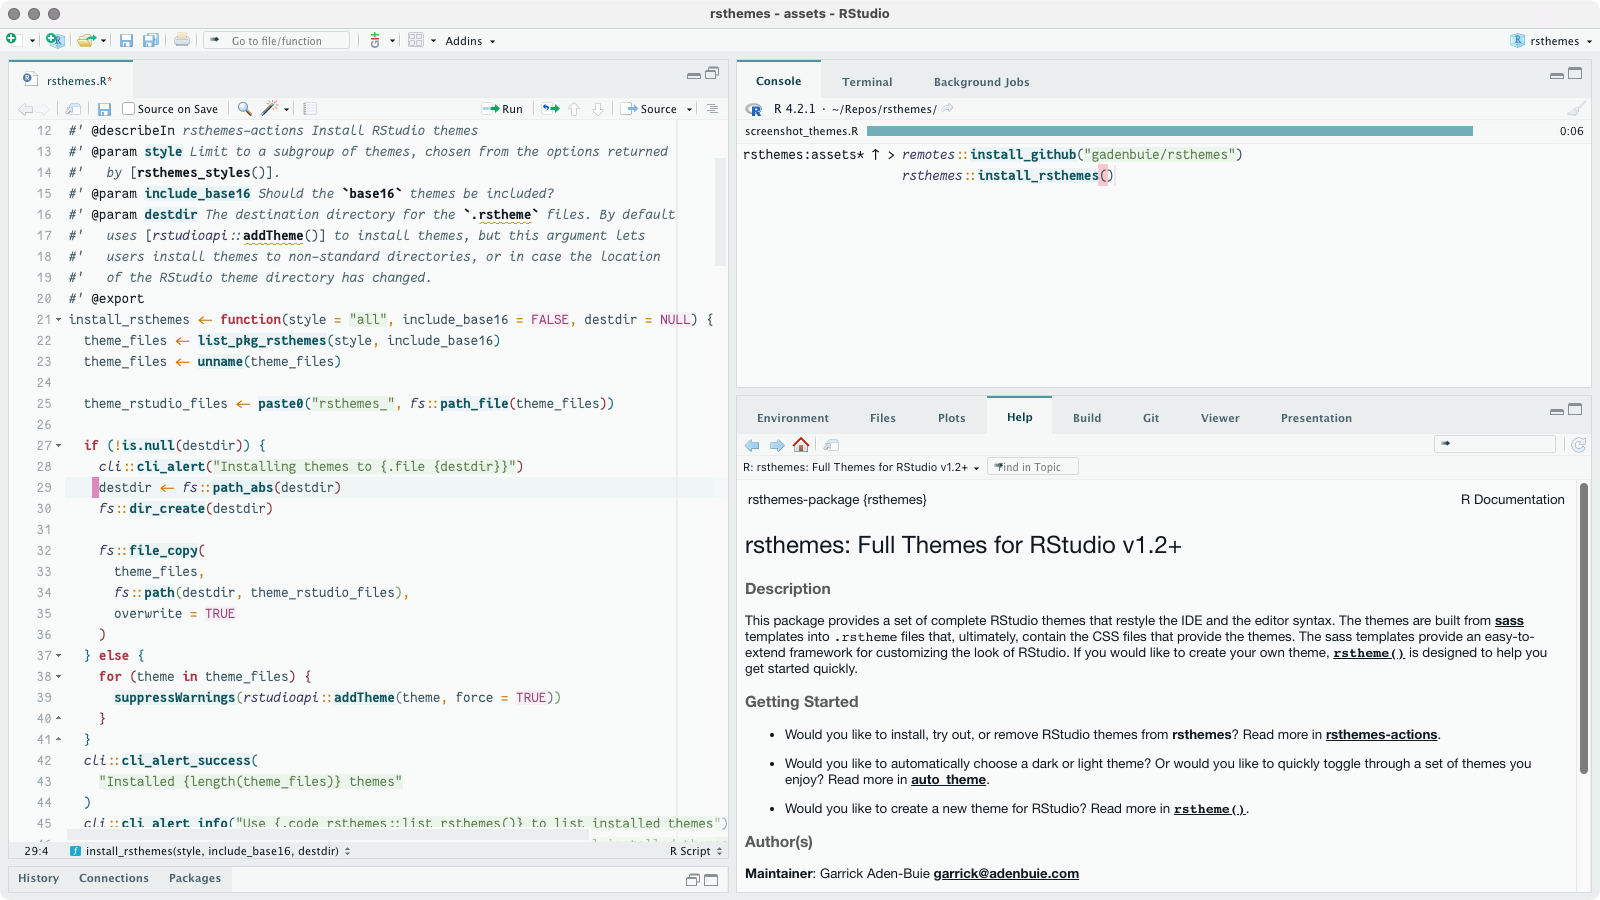 rsthemes - assets - RStudio
Go to file/function
Addins
rsthemes
rsthemes.R*
Source on Save
Run
Source
12 #' @describeIn rsthemes-actions Install RStudio themes
13 #' @param style Limit to a subgroup of themes, chosen from the options returned
14 #'   by [rsthemes_styles()].
15 #' @param include_base16 Should the `base16` themes be included?
16 #' @param destdir The destination directory for the `.rstheme` files. By default
17 #'   uses [rstudioapi::addTheme()] to install themes, but this argument lets
18 #'   users install themes to non-standard directories, or in case the location
19 #'   of the RStudio theme directory has changed.
20 #' @export
21 install_rsthemes <- function(style = "all", include_base16 = FALSE, destdir = NULL) {
22   theme_files <- list_pkg_rsthemes(style, include_base16)
23   theme_files <- unname(theme_files)
24
25   theme_rstudio_files <- paste0("rsthemes_", fs::path_file(theme_files))
26
27   if (!is.null(destdir)) {
28     cli::cli_alert("Installing themes to {.file {destdir}}")
29     destdir <- fs::path_abs(destdir)
30     fs::dir_create(destdir)
31
32     fs::file_copy(
33       theme_files,
34       fs::path(destdir, theme_rstudio_files),
35       overwrite = TRUE
36     )
37   } else {
38     for (theme in theme_files) {
39       suppressWarnings(rstudioapi::addTheme(theme, force = TRUE))
40     }
41   }
42   cli::cli_alert_success(
43     "Installed {length(theme_files)} themes"
44   )
45   cli::cli_alert_info("Use {.code rsthemes::list_rsthemes()} to list installed themes")
29:4 install_rsthemes(style, include_base16, destdir)
R Script
History Connections Packages
Console Terminal Background Jobs
R 4.2.1 · ~/Repos/rsthemes/
screenshot_themes.R 0:06
rsthemes:assets* ↑ > remotes::install_github("gadenbuie/rsthemes")
rsthemes::install_rsthemes()
Environment Files Plots Help Build Git Viewer Presentation
R: rsthemes: Full Themes for RStudio v1.2+
Find in Topic
rsthemes-package {rsthemes} R Documentation
rsthemes: Full Themes for RStudio v1.2+
Description
This package provides a set of complete RStudio themes that restyle the IDE and the editor syntax. The themes are built from sass
templates into .rstheme files that, ultimately, contain the CSS files that provide the themes. The sass templates provide an easy-to-
extend framework for customizing the look of RStudio. If you would like to create your own theme, rstheme() is designed to help you
get started quickly.
Getting Started
• Would you like to install, try out, or remove RStudio themes from rsthemes? Read more in rsthemes-actions.
• Would you like to automatically choose a dark or light theme? Or would you like to quickly toggle through a set of themes you
enjoy? Read more in auto_theme.
• Would you like to create a new theme for RStudio? Read more in rstheme().
Author(s)
Maintainer: Garrick Aden-Buie garrick@adenbuie.com